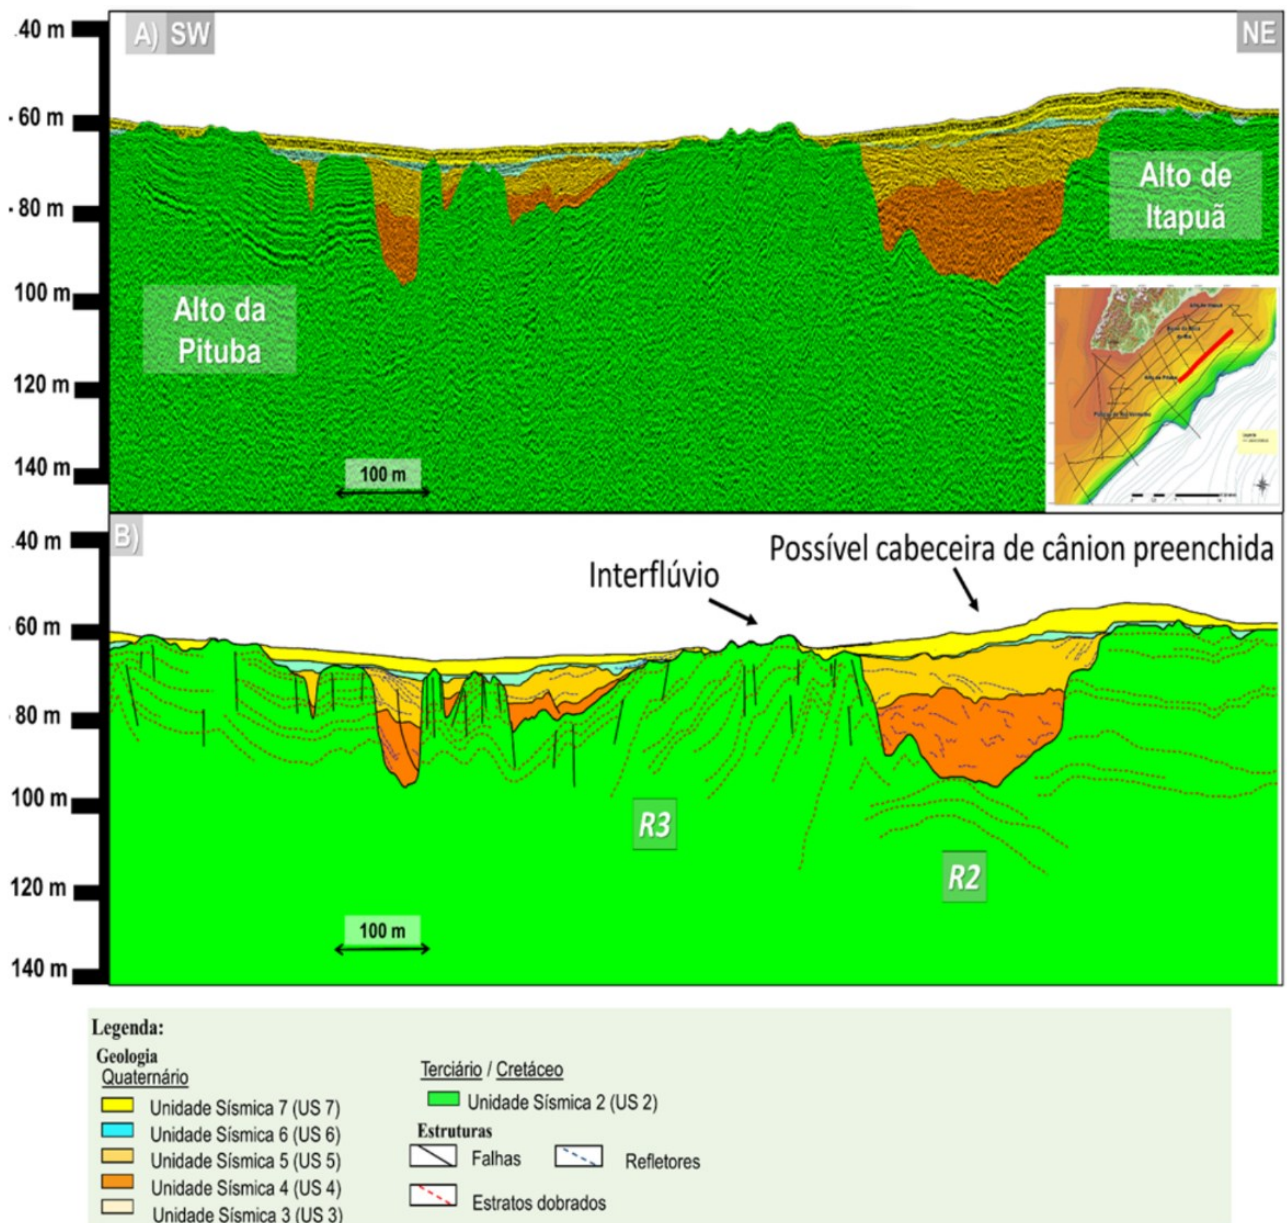 A) SW
NE
40 m
- 60 m
- 80 m
100 m
120 m
140 m
Alto da
Pituba
Alto de
Itapuã
100 m
B)
40 m
60 m
80 m
100 m
120 m
140 m
Interflúvio
Possível cabeceira de cânion preenchida
R3
R2
100 m
Legenda:
Geologia
Quaternário
Unidade Sísmica 7 (US 7)
Unidade Sísmica 6 (US 6)
Unidade Sísmica 5 (US 5)
Unidade Sísmica 4 (US 4)
Unidade Sísmica 3 (US 3)
Terciário / Cretáceo
Unidade Sísmica 2 (US 2)
Estruturas
Falhas
Refletores
Estratos dobrados